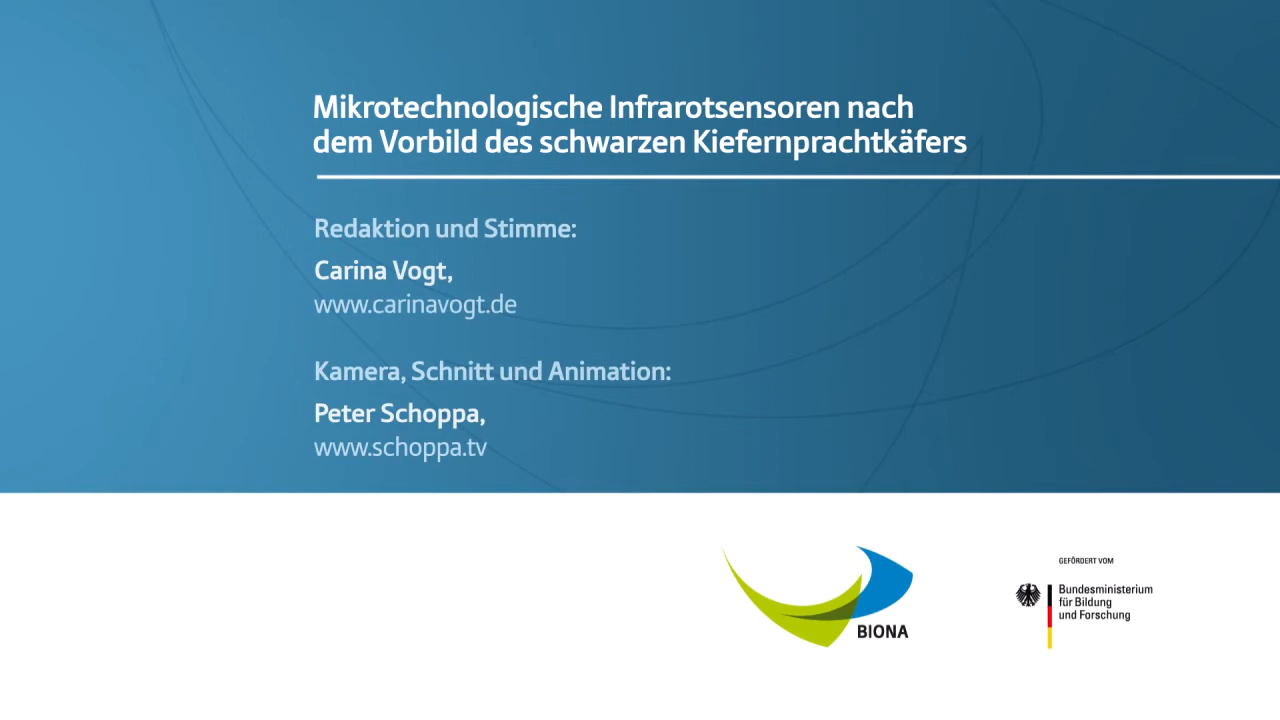 Mikrotechnologische Infrarotsensoren nach
dem Vorbild des schwarzen Kiefernprachtkäfers
Redaktion und Stimme:
Carina Vogt,
www.carinavogt.de
Kamera, Schnitt und Animation:
Peter Schoppa,
www.schoppa.tv
BIONA
GEFÖRDERT VOM
Bundesministerium
für Bildung
und Forschung